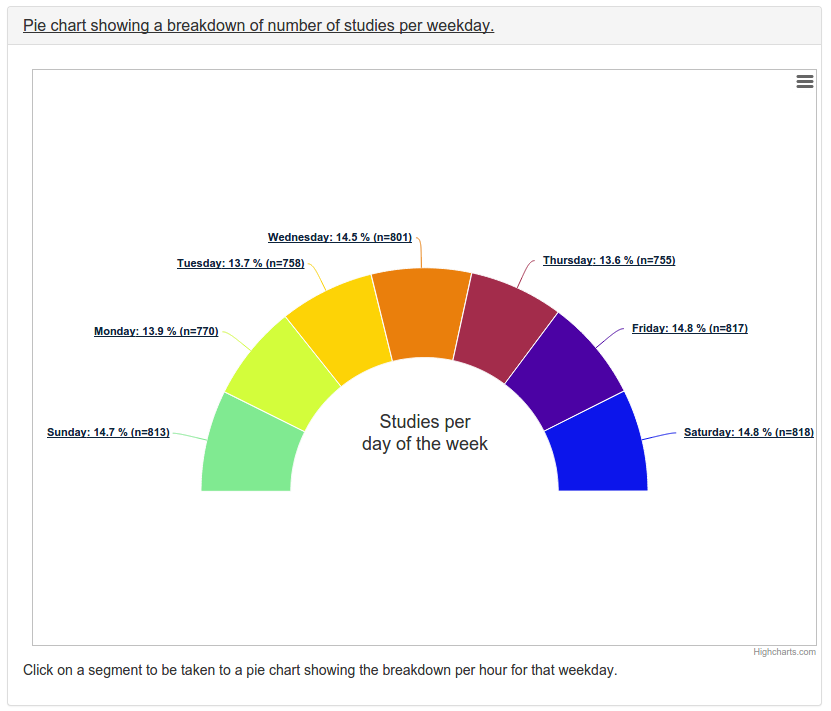 Pie chart showing a breakdown of number of studies per weekday.
Wednesday: 14.5 % (n=801)
Tuesday: 13.7 % (n=758)
Thursday: 13.6 % (n=755)
Monday: 13.9 % (n=770)
Friday: 14.8 % (n=817)
Studies per
day of the week
Sunday: 14.7 % (n=813)
Saturday: 14.8 % (n=818)
Highcharts.com
Click on a segment to be taken to a pie chart showing the breakdown per hour for that weekday.